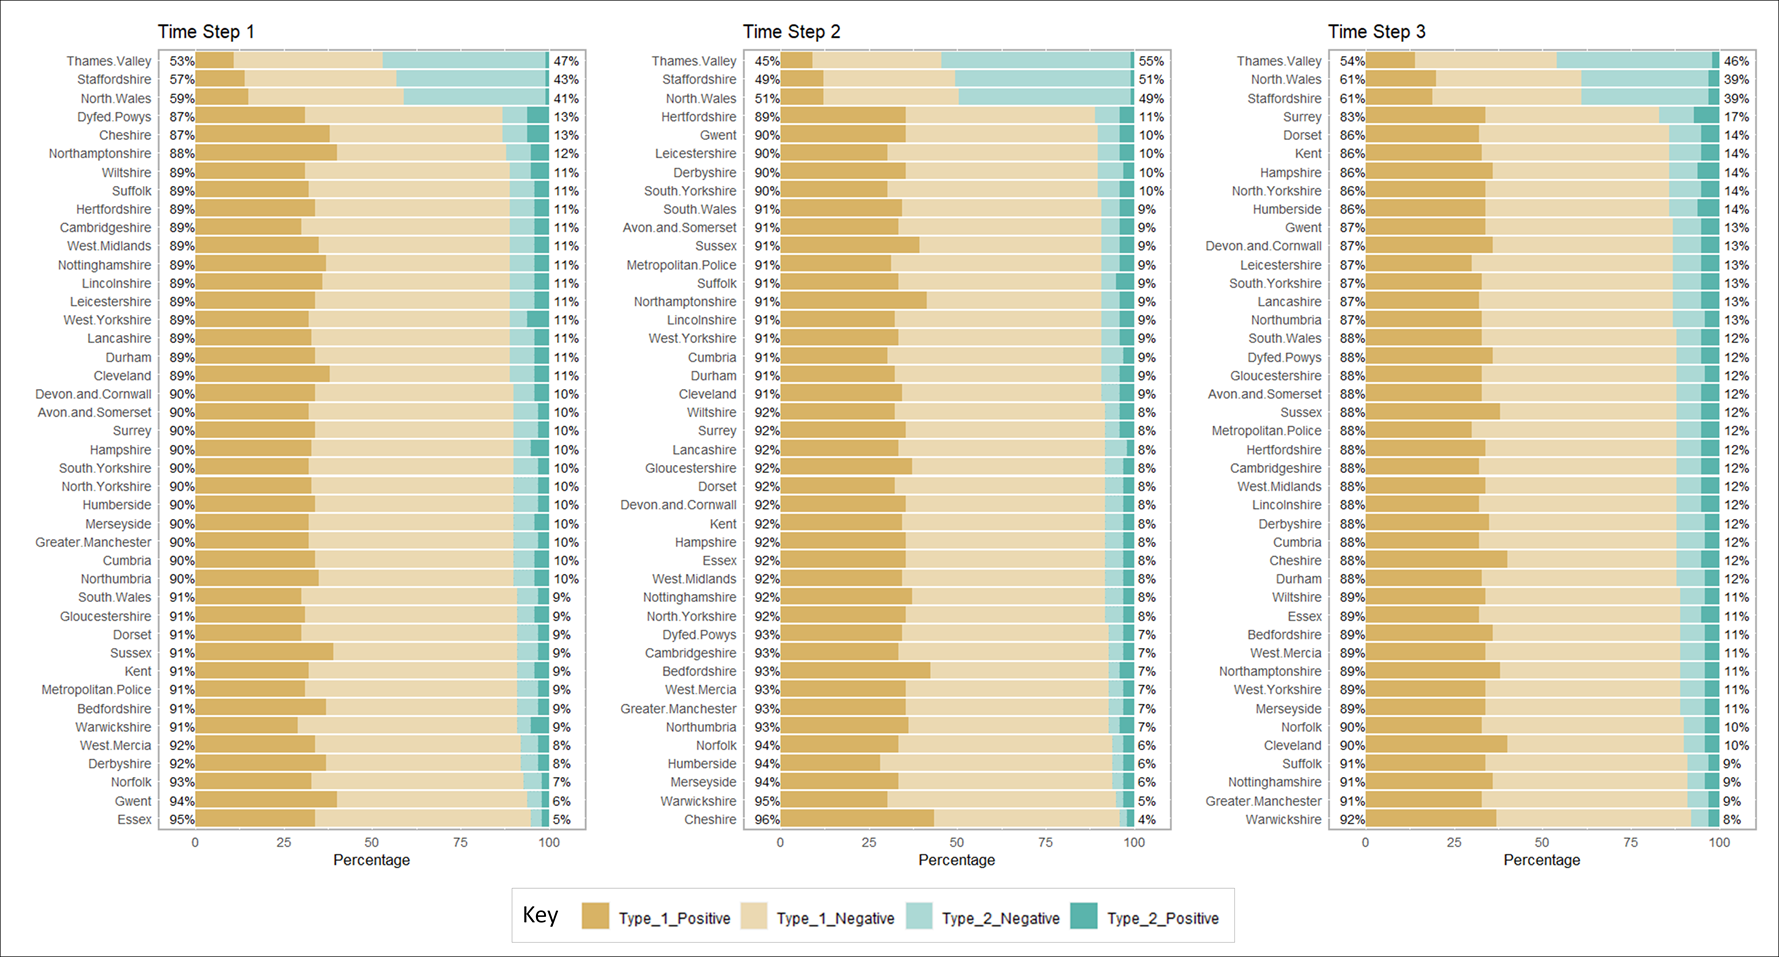 Time Step 1
Thames.Valley 53% 47%
Staffordshire 57% 43%
North.Wales 59% 41%
Dyfed.Powys 87% 13%
Cheshire 87% 13%
Northamptonshire 88% 12%
Wiltshire 89% 11%
Suffolk 89% 11%
Hertfordshire 89% 11%
Cambridgeshire 89% 11%
West.Midlands 89% 11%
Nottinghamshire 89% 11%
Lincolnshire 89% 11%
Leicestershire 89% 11%
West.Yorkshire 89% 11%
Lancashire 89% 11%
Durham 89% 11%
Cleveland 89% 11%
Devon.and.Cornwall 90% 10%
Avon.and.Somerset 90% 10%
Surrey 90% 10%
Hampshire 90% 10%
South.Yorkshire 90% 10%
North.Yorkshire 90% 10%
Humberside 90% 10%
Merseyside 90% 10%
Greater.Manchester 90% 10%
Cumbria 90% 10%
Northumbria 90% 10%
South.Wales 91% 9%
Gloucestershire 91% 9%
Dorset 91% 9%
Sussex 91% 9%
Kent 91% 9%
Metropolitan.Police 91% 9%
Bedfordshire 91% 9%
Warwickshire 91% 9%
West.Mercia 92% 8%
Derbyshire 92% 8%
Norfolk 93% 7%
Gwent 94% 6%
Essex 95% 5%
0 25 50 75 100
Percentage
Time Step 2
Thames.Valley 45% 55%
Staffordshire 49% 51%
North.Wales 51% 49%
Hertfordshire 89% 11%
Gwent 90% 10%
Leicestershire 90% 10%
Derbyshire 90% 10%
South.Yorkshire 90% 10%
South.Wales 91% 9%
Avon.and.Somerset 91% 9%
Sussex 91% 9%
Metropolitan.Police 91% 9%
Suffolk 91% 9%
Northamptonshire 91% 9%
Lincolnshire 91% 9%
West.Yorkshire 91% 9%
Cumbria 91% 9%
Durham 91% 9%
Cleveland 91% 9%
Wiltshire 92% 8%
Surrey 92% 8%
Lancashire 92% 8%
Gloucestershire 92% 8%
Dorset 92% 8%
Devon.and.Cornwall 92% 8%
Kent 92% 8%
Hampshire 92% 8%
Essex 92% 8%
West.Midlands 92% 8%
Nottinghamshire 92% 8%
North.Yorkshire 92% 8%
Dyfed.Powys 93% 7%
Cambridgeshire 93% 7%
Bedfordshire 93% 7%
West.Mercia 93% 7%
Greater.Manchester 93% 7%
Northumbria 93% 7%
Norfolk 94% 6%
Humberside 94% 6%
Merseyside 94% 6%
Warwickshire 95% 5%
Cheshire 96% 4%
0 25 50 75 100
Percentage
Time Step 3
Thames.Valley 54% 46%
North.Wales 61% 39%
Staffordshire 61% 39%
Surrey 83% 17%
Dorset 86% 14%
Kent 86% 14%
Hampshire 86% 14%
North.Yorkshire 86% 14%
Humberside 86% 14%
Gwent 87% 13%
Devon.and.Cornwall 87% 13%
Leicestershire 87% 13%
South.Yorkshire 87% 13%
Lancashire 87% 13%
Northumbria 87% 13%
South.Wales 88% 12%
Dyfed.Powys 88% 12%
Gloucestershire 88% 12%
Avon.and.Somerset 88% 12%
Sussex 88% 12%
Metropolitan.Police 88% 12%
Hertfordshire 88% 12%
Cambridgeshire 88% 12%
West.Midlands 88% 12%
Lincolnshire 88% 12%
Derbyshire 88% 12%
Cumbria 88% 12%
Cheshire 88% 12%
Durham 88% 12%
Wiltshire 89% 11%
Essex 89% 11%
Bedfordshire 89% 11%
West.Mercia 89% 11%
Northamptonshire 89% 11%
West.Yorkshire 89% 11%
Merseyside 89% 11%
Norfolk 90% 10%
Cleveland 90% 10%
Suffolk 91% 9%
Nottinghamshire 91% 9%
Greater.Manchester 91% 9%
Warwickshire 92% 8%
0 25 50 75 100
Percentage
Key Type_1_Positive Type_1_Negative Type_2_Negative Type_2_Positive